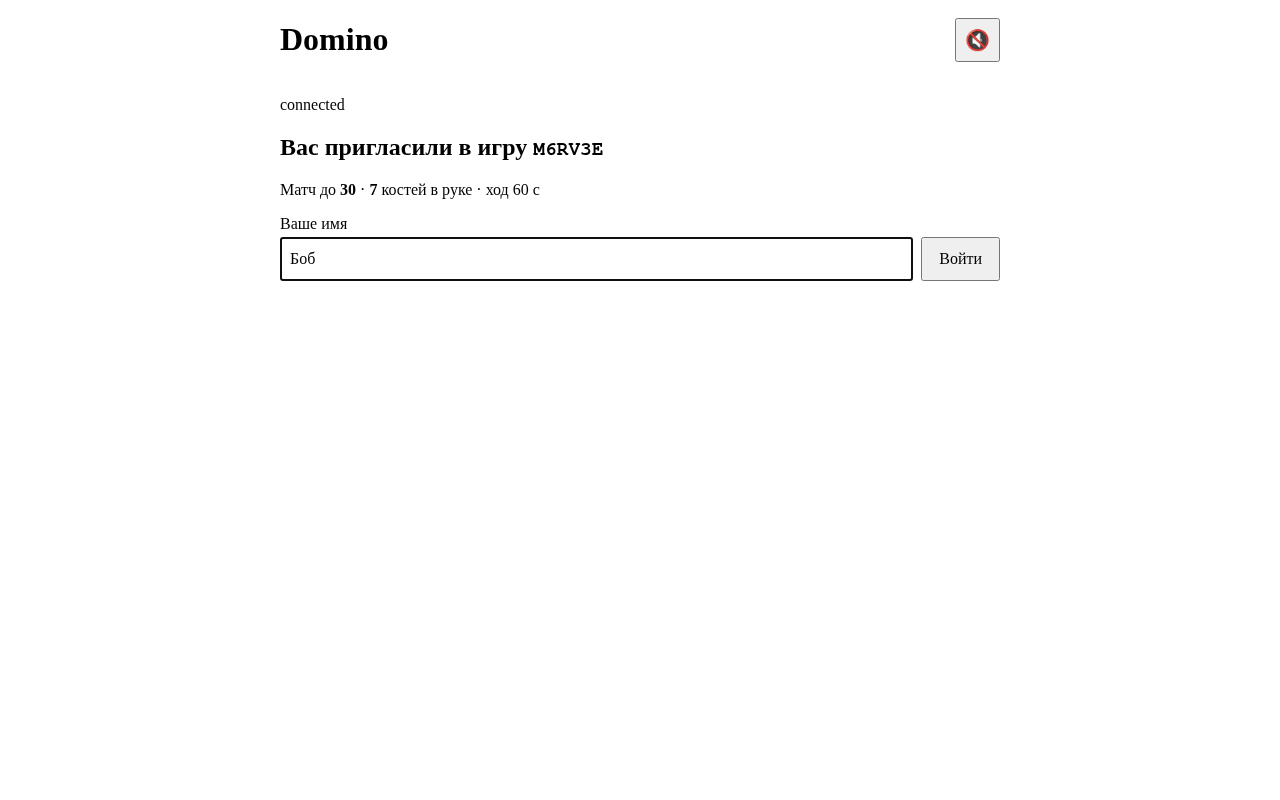 Domino
connected
Вас пригласили в игру M6RV3E
Матч до 30 · 7 костей в руке · ход 60 с
Ваше имя
Боб
Войти